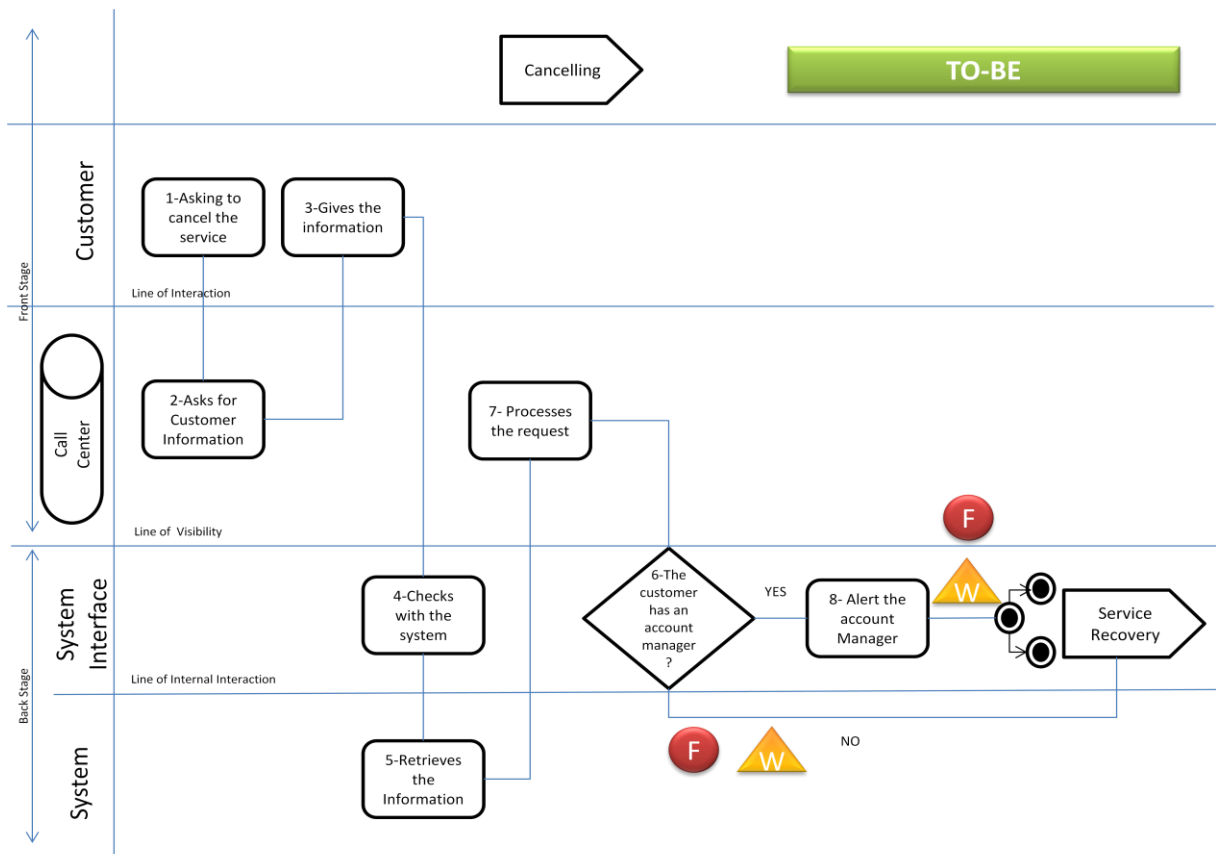 Cancelling
TO-BE
Front Stage
Customer
1-Asking to
cancel the
service
3-Gives the
information
Line of Interaction
Call
Center
2-Asks for
Customer
Information
7- Processes
the request
F
Line of  Visibility
Back Stage
System
Interface
4-Checks
with the
system
6-The
customer
has an
account
manager
?
YES
8- Alert the
account
Manager
W
Service
Recovery
Line of Internal Interaction
System
5-Retrieves
the
Information
F
W
NO